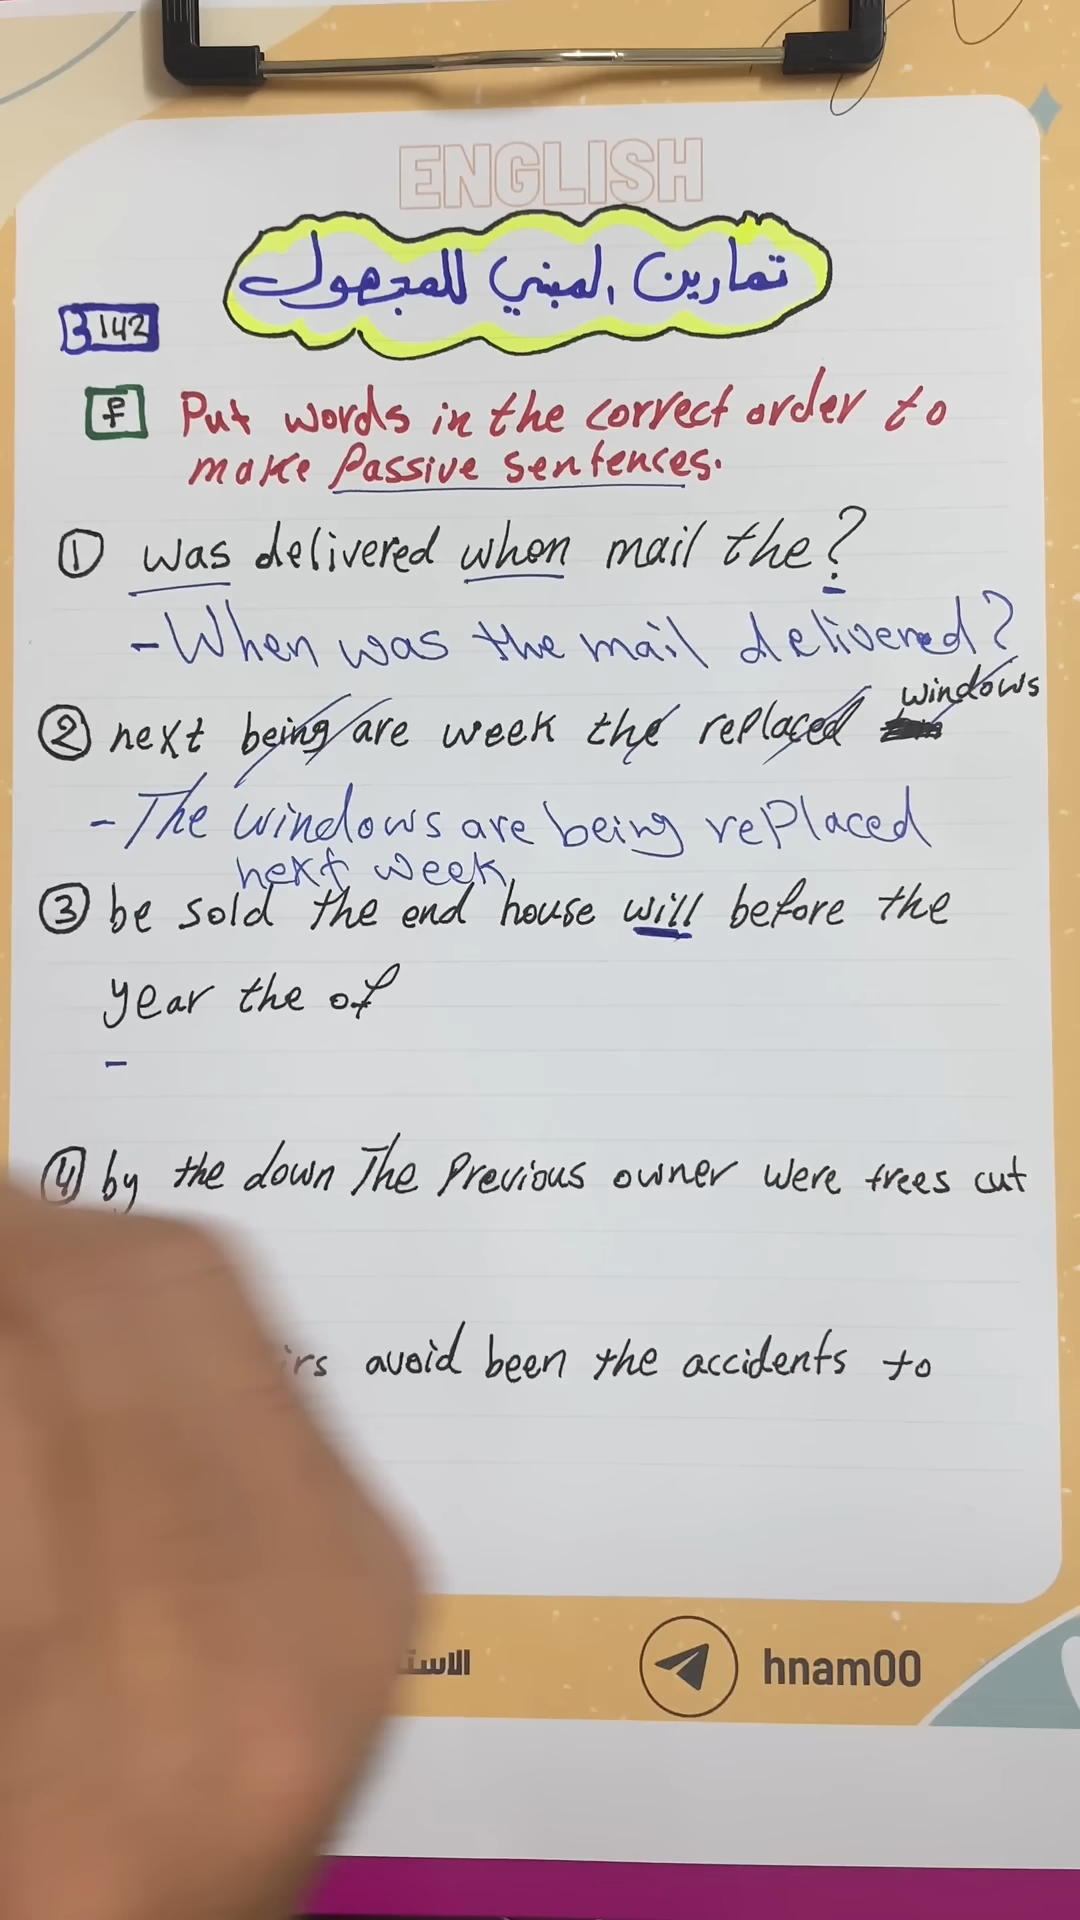 ENGLISH
تمارين المبني للمجهول
3 142
f Put words in the correct order to
make Passive sentences.
① was delivered when mail the?
- When was the mail delivered?
windows
② next being are week the replaced
- The windows are being replaced
next week.
③ be sold the end house will before the
year the of
-
④ by the down The Previous owner were trees cut
avoid been the accidents to
hnam00